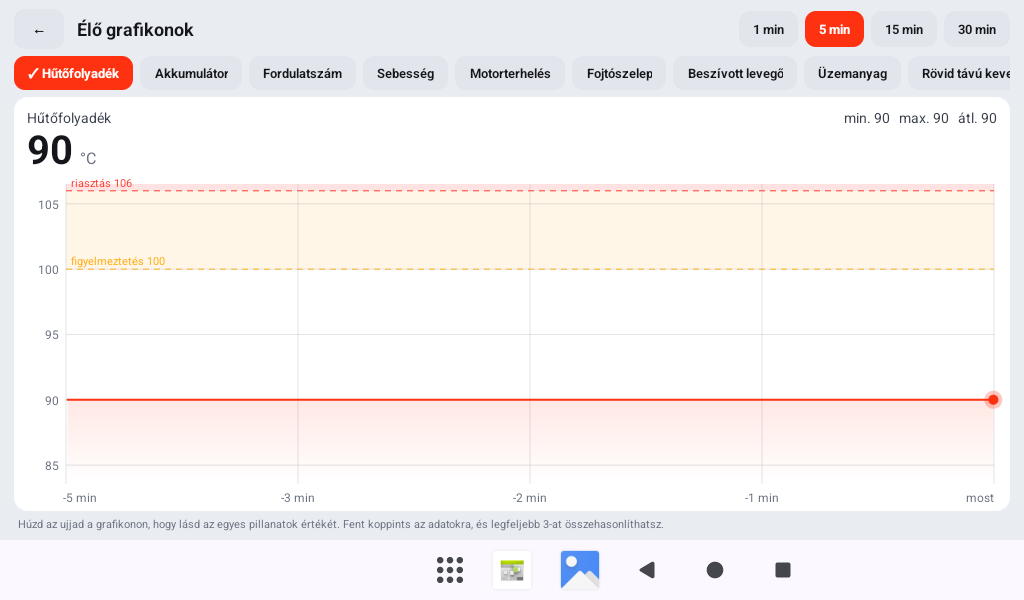 ← Élő grafikonok 1 min 5 min 15 min 30 min
✓ Hűtőfolyadék Akkumulátor Fordulatszám Sebesség Motorterhelés Fojtószelep Beszívott levegő Üzemanyag Rövid távú keve
Hűtőfolyadék min. 90 max. 90 átl. 90
90 °C
riasztás 106
105
figyelmeztetés 100
100
95
90
85
-5 min -3 min -2 min -1 min most
Húzd az ujjad a grafikonon, hogy lásd az egyes pillanatok értékét. Fent koppints az adatokra, és legfeljebb 3-at összehasonlíthatsz.